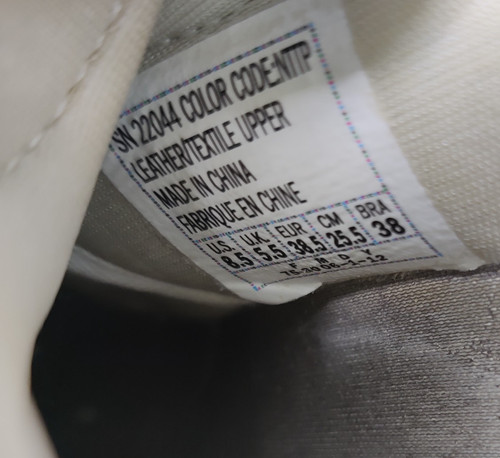 SN 22044 COLOR CODE:NTTP
LEATHER/TEXTILE UPPER
MADE IN CHINA
FABRIQUE EN CHINE
U.S. U.K. EUR CM BRA
8.5 5.5 38.5 25.5 38